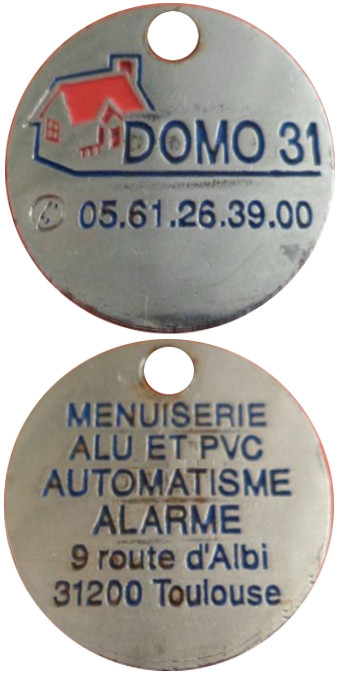 DOMO 31
05.61.26.39.00
MENUISERIE
ALU ET PVC
AUTOMATISME
ALARME
9 route d'Albi
31200 Toulouse